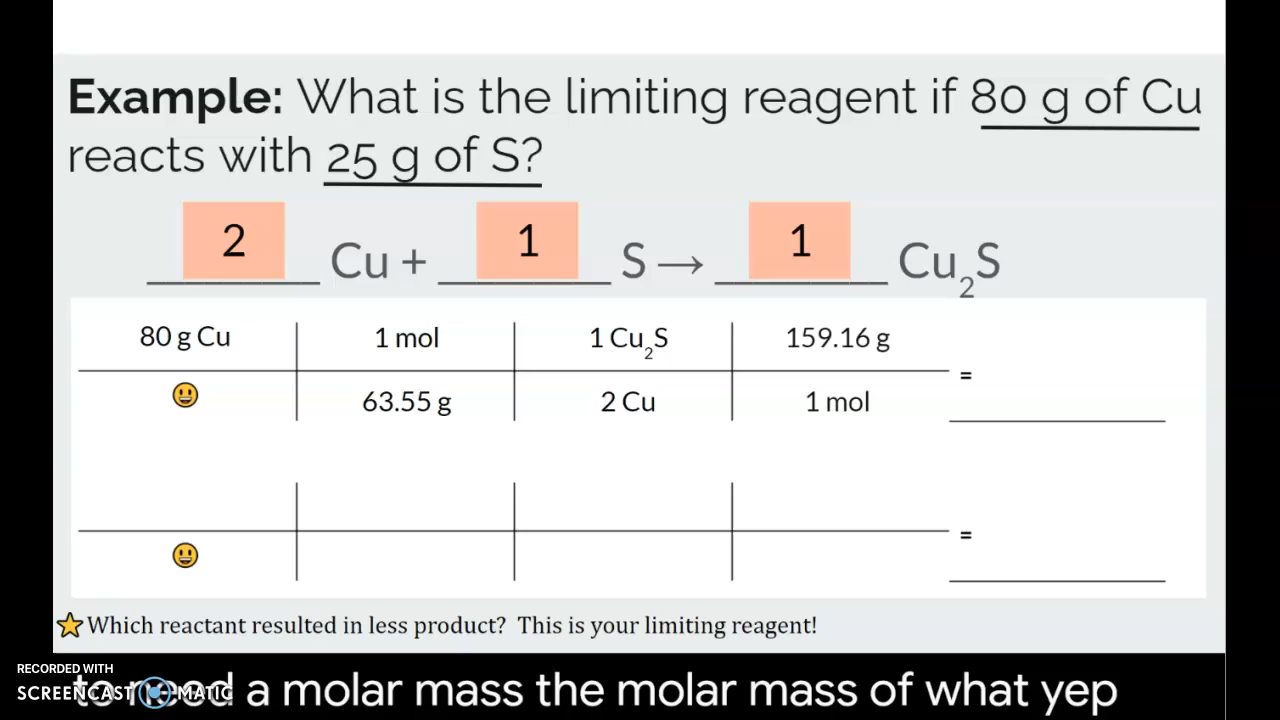 Example: What is the limiting reagent if 80 g of Cu
reacts with 25 g of S?
2 Cu + 1 S → 1 Cu₂S
80 g Cu 1 mol 1 Cu₂S 159.16 g
=
63.55 g 2 Cu 1 mol
=
Which reactant resulted in less product? This is your limiting reagent!
RECORDED WITH
SCREENCAST MATIC
to need a molar mass the molar mass of what yep